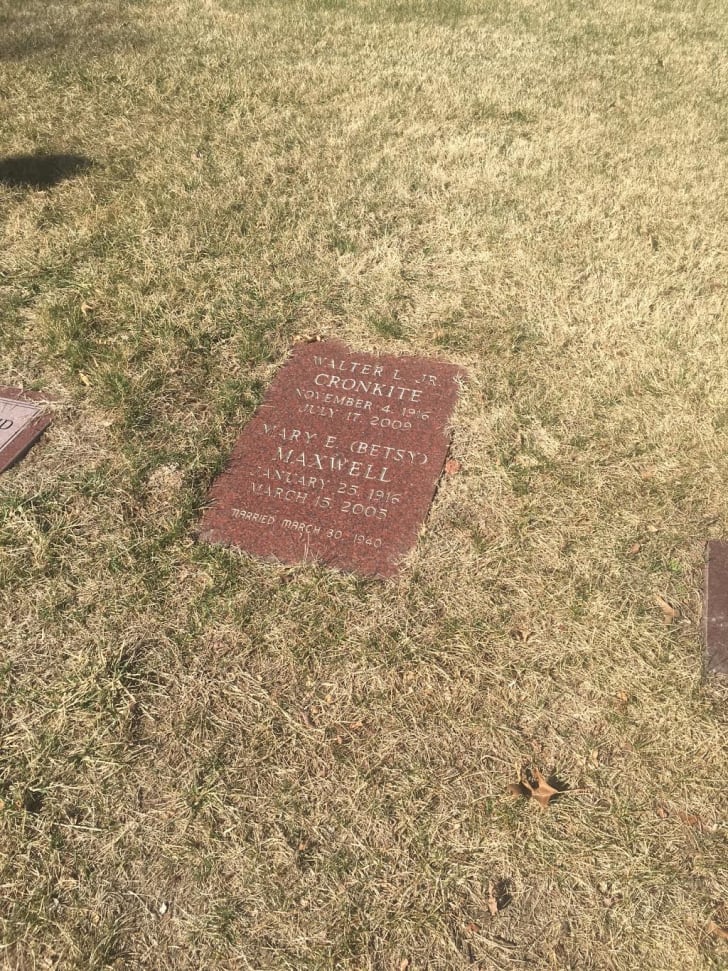 WALTER L. JR.
CRONKITE
NOVEMBER 4, 1916
JULY 17, 2009
MARY E. (BETSY)
MAXWELL
JANUARY 25, 1916
MARCH 15, 2005
MARRIED MARCH 30, 1940